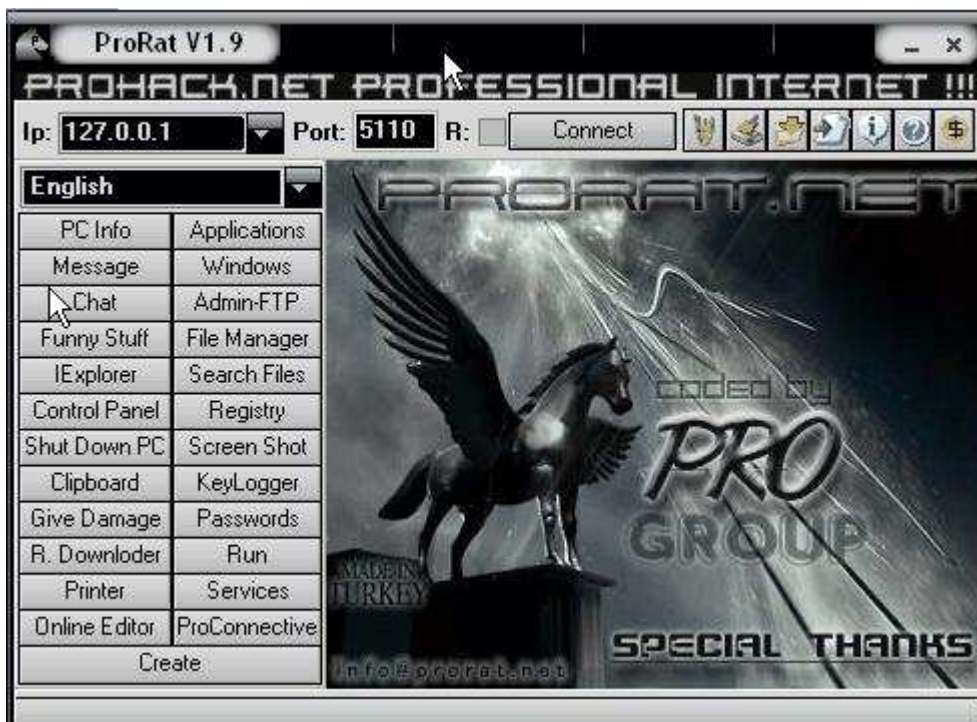 ProRat V1.9
PROHACK.NET PROFESSIONAL INTERNET !!!
Ip: 127.0.0.1 Port: 5110 R: Connect
English
PC Info Applications
Message Windows
Chat Admin-FTP
Funny Stuff File Manager
IExplorer Search Files
Control Panel Registry
Shut Down PC Screen Shot
Clipboard KeyLogger
Give Damage Passwords
R. Downloder Run
Printer Services
Online Editor ProConnective
Create
PRORAT.NET
coded by
PRO
GROUP
MADE IN
TURKEY
SPECIAL THANKS
info@prorat.net